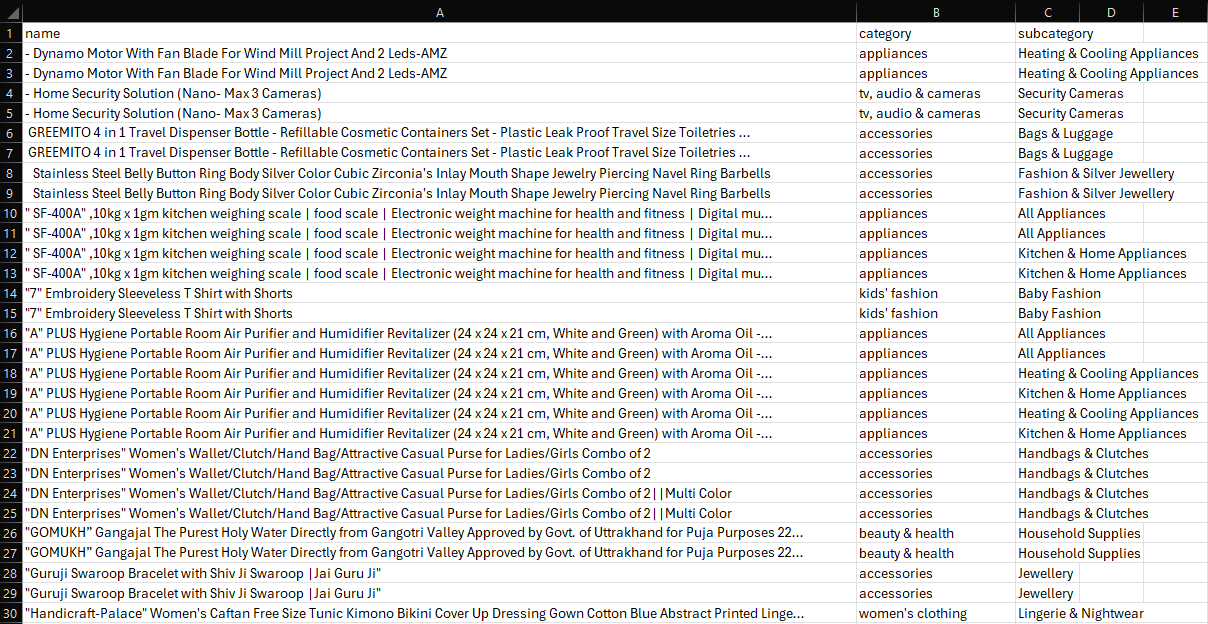 A B C D E
1 name category subcategory
2 - Dynamo Motor With Fan Blade For Wind Mill Project And 2 Leds-AMZ appliances Heating & Cooling Appliances
3 - Dynamo Motor With Fan Blade For Wind Mill Project And 2 Leds-AMZ appliances Heating & Cooling Appliances
4 - Home Security Solution (Nano- Max 3 Cameras) tv, audio & cameras Security Cameras
5 - Home Security Solution (Nano- Max 3 Cameras) tv, audio & cameras Security Cameras
6 GREEMITO 4 in 1 Travel Dispenser Bottle - Refillable Cosmetic Containers Set - Plastic Leak Proof Travel Size Toiletries ... accessories Bags & Luggage
7 GREEMITO 4 in 1 Travel Dispenser Bottle - Refillable Cosmetic Containers Set - Plastic Leak Proof Travel Size Toiletries ... accessories Bags & Luggage
8 Stainless Steel Belly Button Ring Body Silver Color Cubic Zirconia's Inlay Mouth Shape Jewelry Piercing Navel Ring Barbells accessories Fashion & Silver Jewellery
9 Stainless Steel Belly Button Ring Body Silver Color Cubic Zirconia's Inlay Mouth Shape Jewelry Piercing Navel Ring Barbells accessories Fashion & Silver Jewellery
10 " SF-400A" ,10kg x 1gm kitchen weighing scale | food scale | Electronic weight machine for health and fitness | Digital mu... appliances All Appliances
11 " SF-400A" ,10kg x 1gm kitchen weighing scale | food scale | Electronic weight machine for health and fitness | Digital mu... appliances All Appliances
12 " SF-400A" ,10kg x 1gm kitchen weighing scale | food scale | Electronic weight machine for health and fitness | Digital mu... appliances Kitchen & Home Appliances
13 " SF-400A" ,10kg x 1gm kitchen weighing scale | food scale | Electronic weight machine for health and fitness | Digital mu... appliances Kitchen & Home Appliances
14 "7" Embroidery Sleeveless T Shirt with Shorts kids' fashion Baby Fashion
15 "7" Embroidery Sleeveless T Shirt with Shorts kids' fashion Baby Fashion
16 "A" PLUS Hygiene Portable Room Air Purifier and Humidifier Revitalizer (24 x 24 x 21 cm, White and Green) with Aroma Oil -... appliances All Appliances
17 "A" PLUS Hygiene Portable Room Air Purifier and Humidifier Revitalizer (24 x 24 x 21 cm, White and Green) with Aroma Oil -... appliances All Appliances
18 "A" PLUS Hygiene Portable Room Air Purifier and Humidifier Revitalizer (24 x 24 x 21 cm, White and Green) with Aroma Oil -... appliances Heating & Cooling Appliances
19 "A" PLUS Hygiene Portable Room Air Purifier and Humidifier Revitalizer (24 x 24 x 21 cm, White and Green) with Aroma Oil -... appliances Kitchen & Home Appliances
20 "A" PLUS Hygiene Portable Room Air Purifier and Humidifier Revitalizer (24 x 24 x 21 cm, White and Green) with Aroma Oil -... appliances Heating & Cooling Appliances
21 "A" PLUS Hygiene Portable Room Air Purifier and Humidifier Revitalizer (24 x 24 x 21 cm, White and Green) with Aroma Oil -... appliances Kitchen & Home Appliances
22 "DN Enterprises" Women's Wallet/Clutch/Hand Bag/Attractive Casual Purse for Ladies/Girls Combo of 2 accessories Handbags & Clutches
23 "DN Enterprises" Women's Wallet/Clutch/Hand Bag/Attractive Casual Purse for Ladies/Girls Combo of 2 accessories Handbags & Clutches
24 "DN Enterprises" Women's Wallet/Clutch/Hand Bag/Attractive Casual Purse for Ladies/Girls Combo of 2||Multi Color accessories Handbags & Clutches
25 "DN Enterprises" Women's Wallet/Clutch/Hand Bag/Attractive Casual Purse for Ladies/Girls Combo of 2||Multi Color accessories Handbags & Clutches
26 "GOMUKH” Gangajal The Purest Holy Water Directly from Gangotri Valley Approved by Govt. of Uttrakhand for Puja Purposes 22... beauty & health Household Supplies
27 "GOMUKH” Gangajal The Purest Holy Water Directly from Gangotri Valley Approved by Govt. of Uttrakhand for Puja Purposes 22... beauty & health Household Supplies
28 "Guruji Swaroop Bracelet with Shiv Ji Swaroop |Jai Guru Ji" accessories Jewellery
29 "Guruji Swaroop Bracelet with Shiv Ji Swaroop |Jai Guru Ji" accessories Jewellery
30 "Handicraft-Palace" Women's Caftan Free Size Tunic Kimono Bikini Cover Up Dressing Gown Cotton Blue Abstract Printed Linge... women's clothing Lingerie & Nightwear